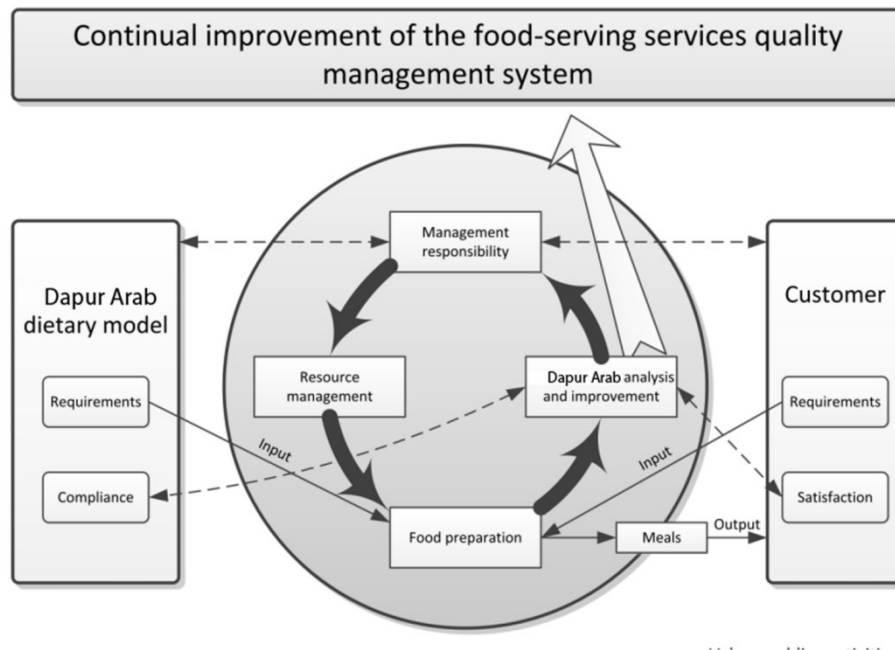 Continual improvement of the food-serving services quality
management system
Management
responsibility
Dapur Arab
dietary model
Customer
Resource
management
Dapur Arab analysis
and improvement
Requirements
Requirements
Input
Input
Compliance
Satisfaction
Food preparation
Meals
Output